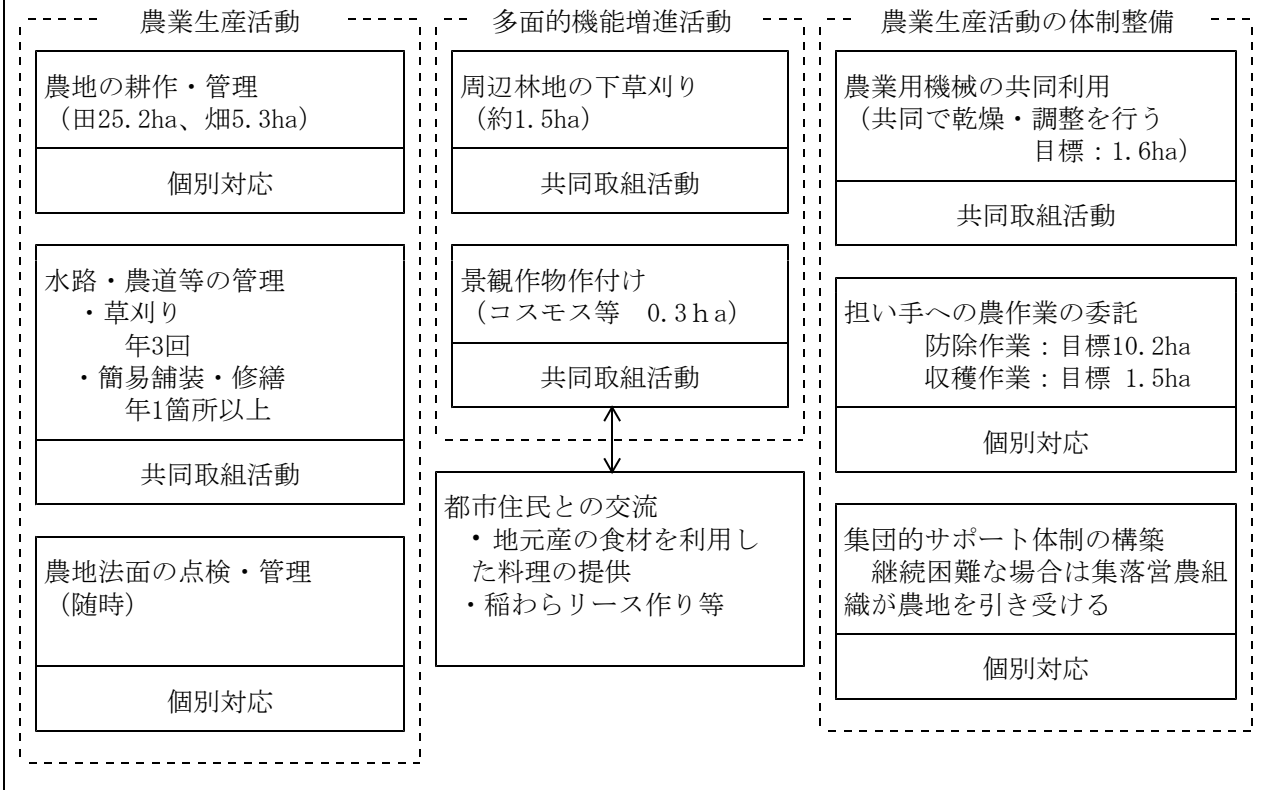 農業生産活動
農地の耕作・管理
（田25.2ha、畑5.3ha）
個別対応
水路・農道等の管理
・草刈り
年3回
・簡易舗装・修繕
年1箇所以上
共同取組活動
農地法面の点検・管理
（随時）
個別対応
多面的機能増進活動
周辺林地の下草刈り
（約1.5ha）
共同取組活動
景観作物作付け
（コスモス等　0.3ｈａ）
共同取組活動
都市住民との交流
・地元産の食材を利用し
た料理の提供
・稲わらリース作り等
農業生産活動の体制整備
農業用機械の共同利用
（共同で乾燥・調整を行う
目標：1.6ha）
共同取組活動
担い手への農作業の委託
防除作業：目標10.2ha
収穫作業：目標 1.5ha
個別対応
集団的サポート体制の構築
継続困難な場合は集落営農組
織が農地を引き受ける
個別対応